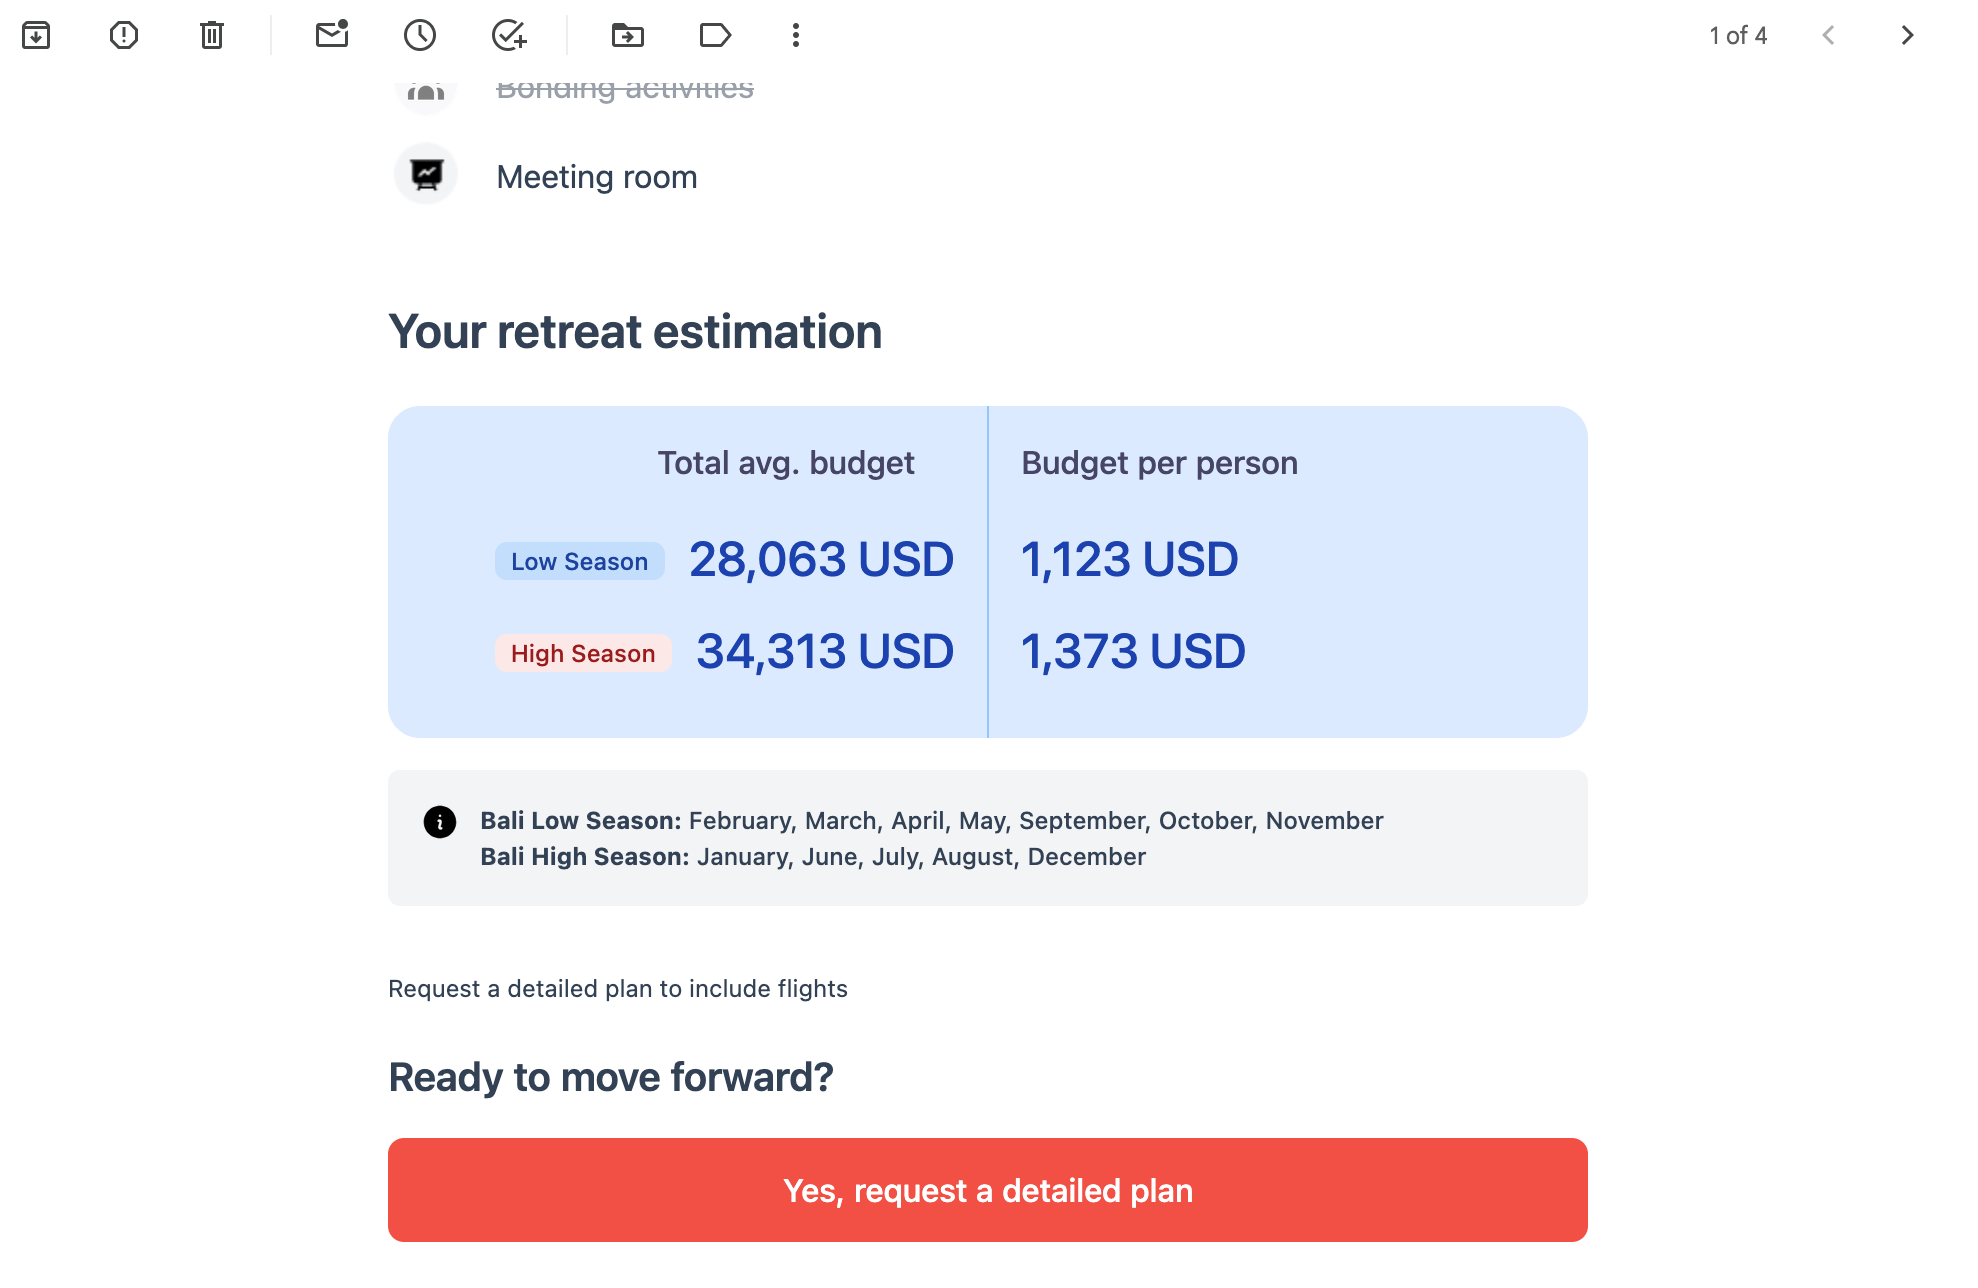 1 of 4
Bonding activities
Meeting room
Your retreat estimation
Total avg. budget
Budget per person
Low Season 28,063 USD 1,123 USD
High Season 34,313 USD 1,373 USD
Bali Low Season: February, March, April, May, September, October, November
Bali High Season: January, June, July, August, December
Request a detailed plan to include flights
Ready to move forward?
Yes, request a detailed plan